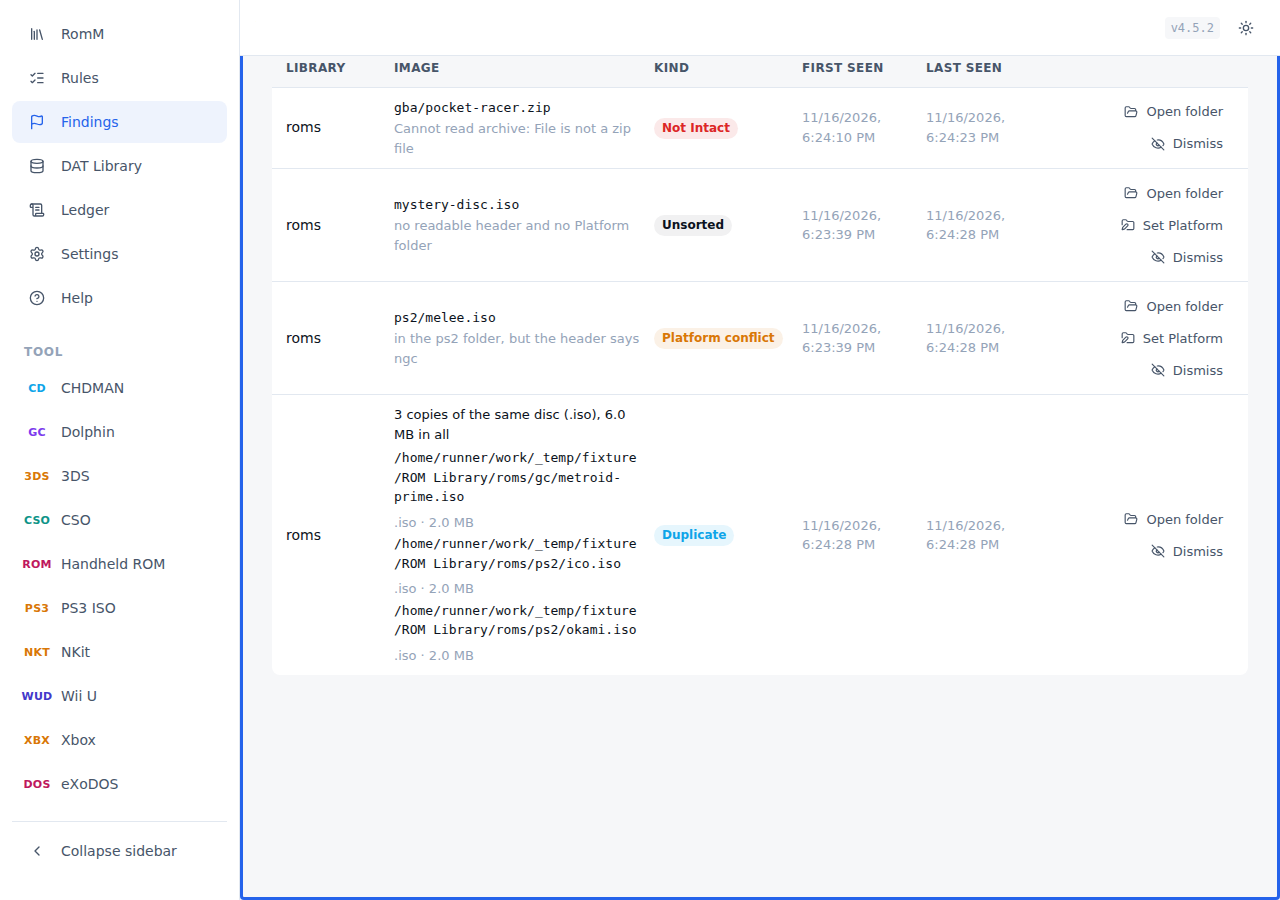 RomM
Rules
Findings
DAT Library
Ledger
Settings
Help
TOOL
CD CHDMAN
GC Dolphin
3DS 3DS
CSO CSO
ROM Handheld ROM
PS3 PS3 ISO
NKT NKit
WUD Wii U
XBX Xbox
DOS eXoDOS
Collapse sidebar
v4.5.2
LIBRARY IMAGE KIND FIRST SEEN LAST SEEN
roms
gba/pocket-racer.zip
Cannot read archive: File is not a zip
file
Not Intact
11/16/2026,
6:24:10 PM
11/16/2026,
6:24:23 PM
Open folder
Dismiss
roms
mystery-disc.iso
no readable header and no Platform
folder
Unsorted
11/16/2026,
6:23:39 PM
11/16/2026,
6:24:28 PM
Open folder
Set Platform
Dismiss
roms
ps2/melee.iso
in the ps2 folder, but the header says
ngc
Platform conflict
11/16/2026,
6:23:39 PM
11/16/2026,
6:24:28 PM
Open folder
Set Platform
Dismiss
roms
3 copies of the same disc (.iso), 6.0
MB in all
/home/runner/work/_temp/fixture
/ROM Library/roms/gc/metroid-
prime.iso
.iso · 2.0 MB
/home/runner/work/_temp/fixture
/ROM Library/roms/ps2/ico.iso
.iso · 2.0 MB
/home/runner/work/_temp/fixture
/ROM Library/roms/ps2/okami.iso
.iso · 2.0 MB
Duplicate
11/16/2026,
6:24:28 PM
11/16/2026,
6:24:28 PM
Open folder
Dismiss